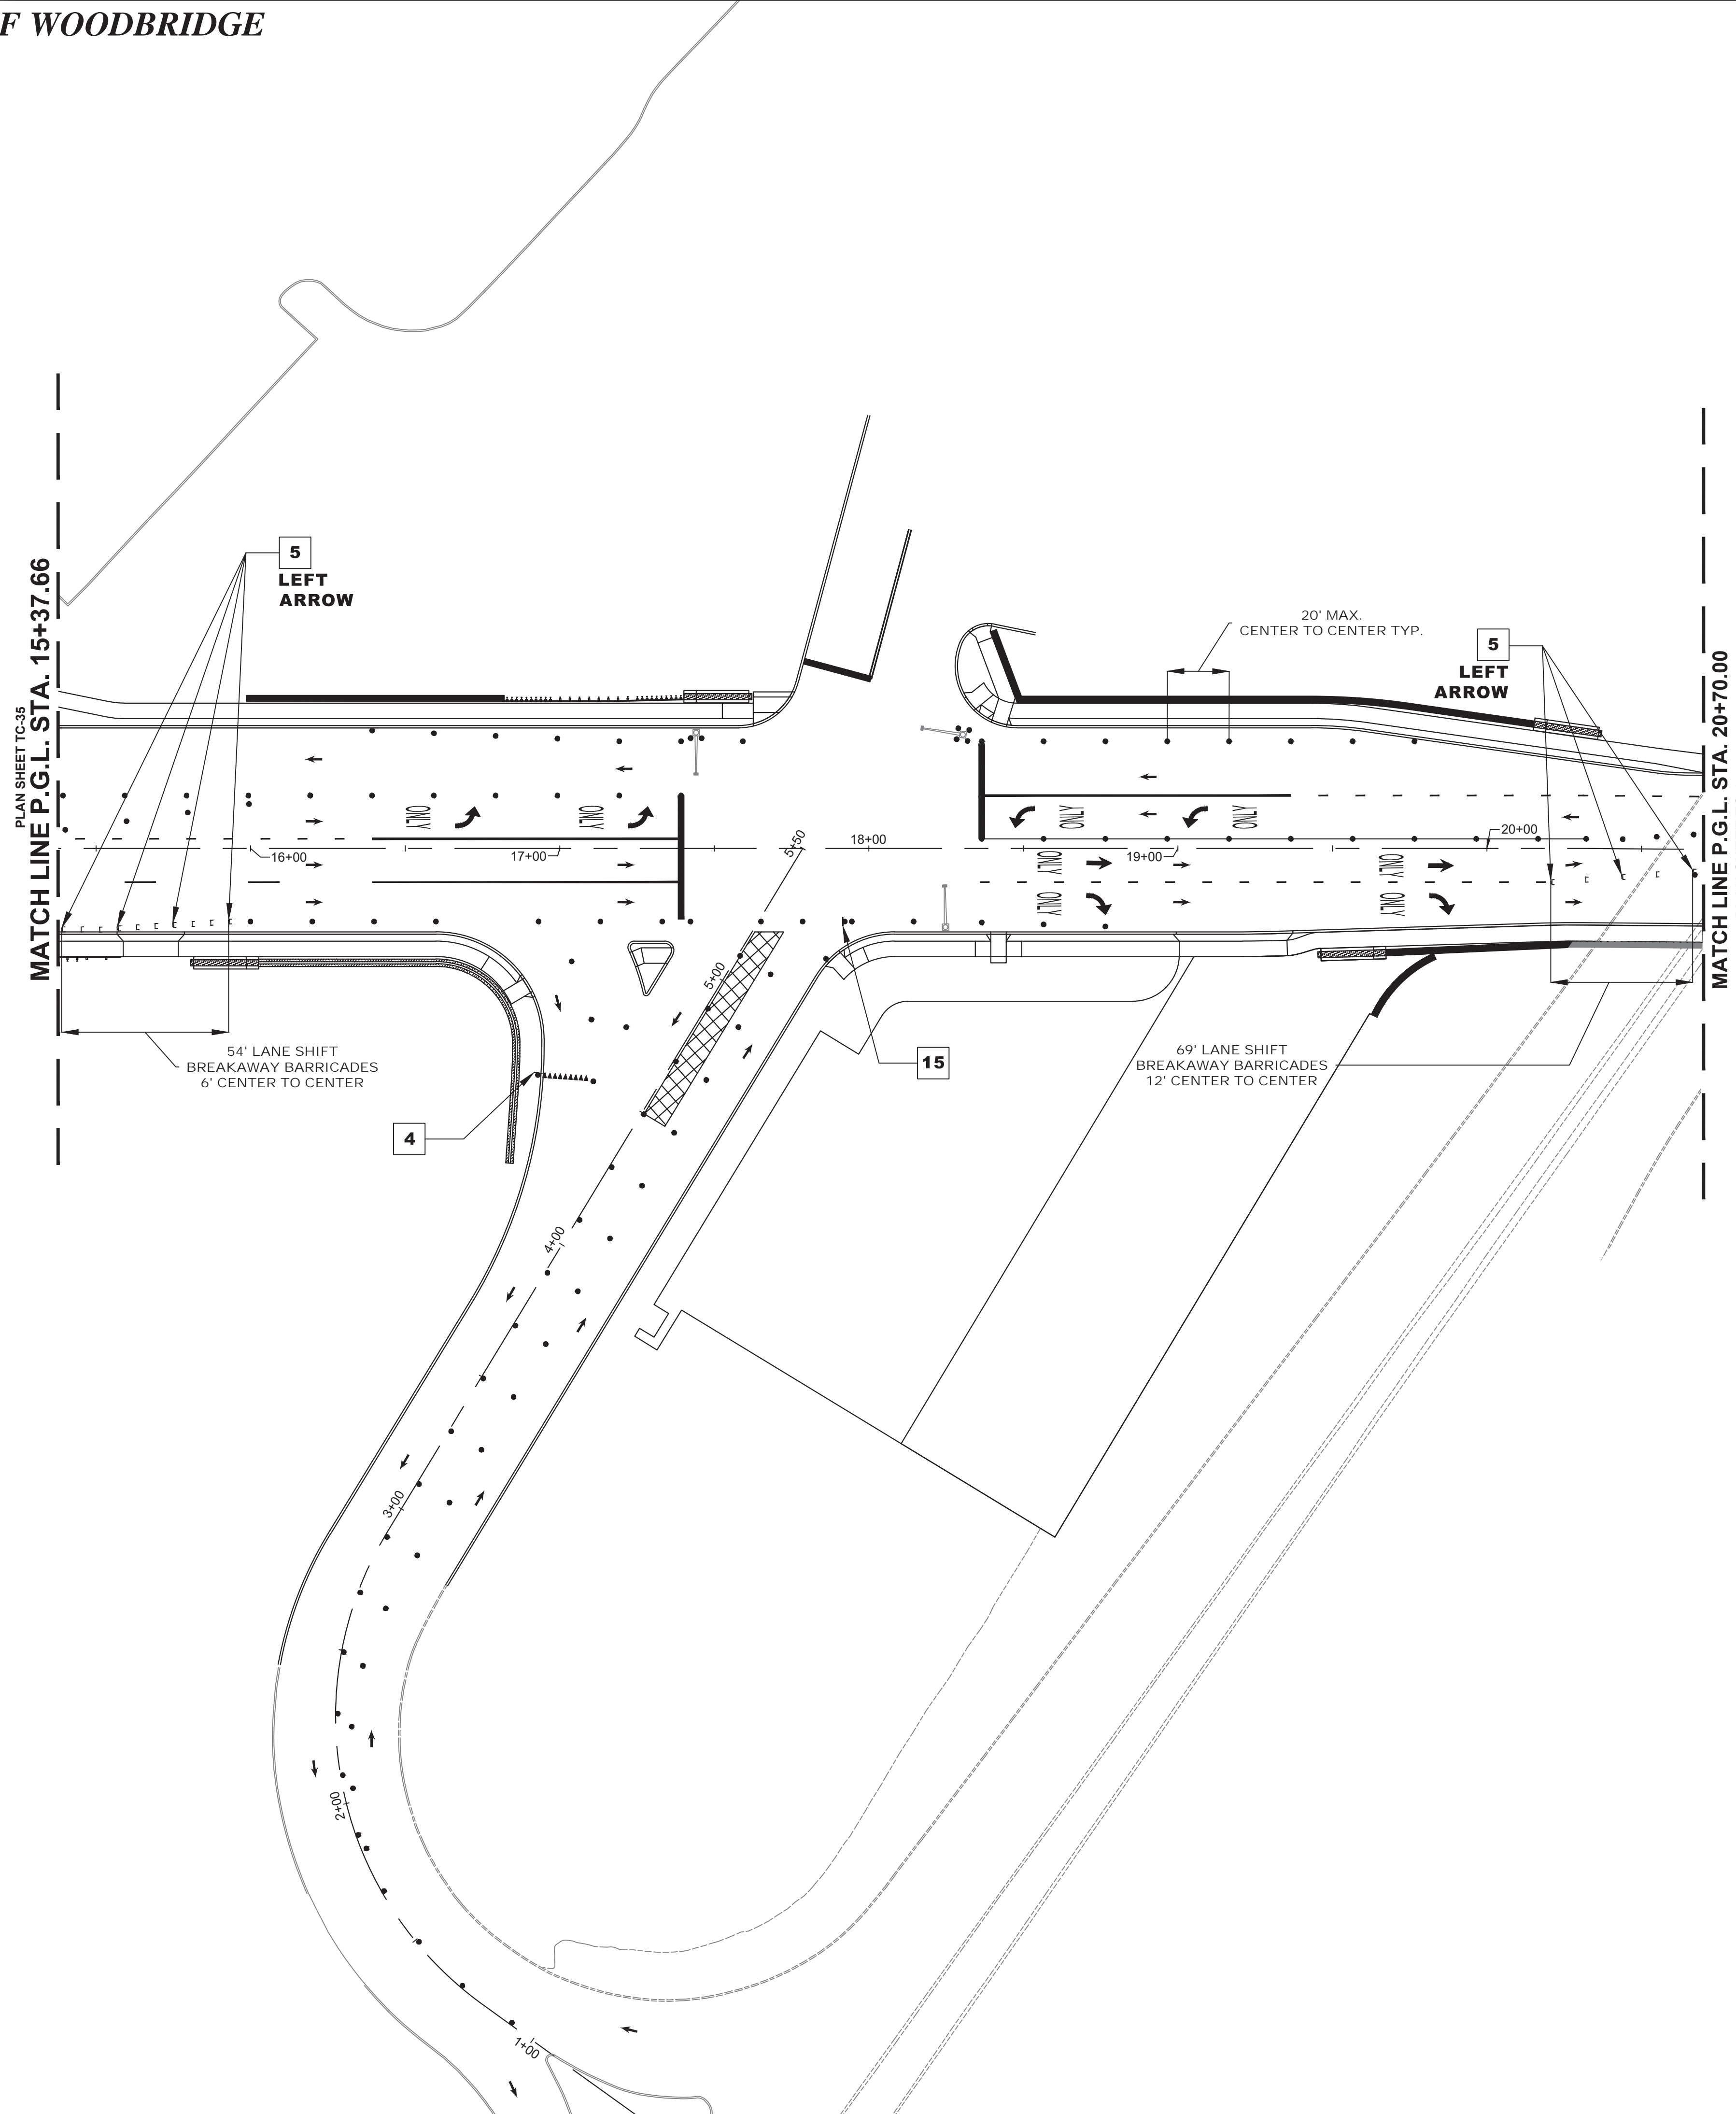 F WOODBRIDGE
PLAN SHEET TC-35
MATCH LINE P.G.L. STA. 15+37.66
5
LEFT
ARROW
20' MAX.
CENTER TO CENTER TYP.
5
LEFT
ARROW
MATCH LINE P.G.L. STA. 20+70.00
ONLY
ONLY
ONLY
ONLY
16+00
17+00
5+50
18+00
19+00
20+00
ONLY
ONLY
ONLY
ONLY
5+00
54' LANE SHIFT
BREAKAWAY BARRICADES
6' CENTER TO CENTER
15
69' LANE SHIFT
BREAKAWAY BARRICADES
12' CENTER TO CENTER
4
4+00
3+00
2+00
1+00